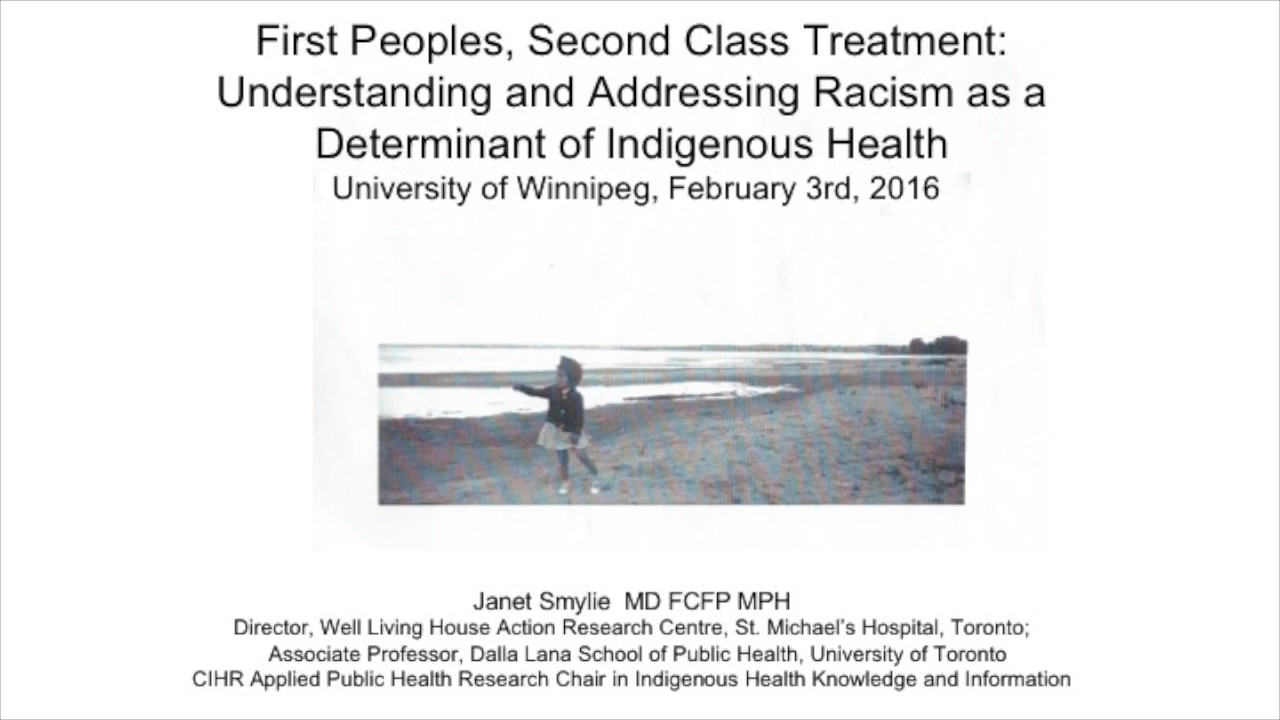 First Peoples, Second Class Treatment:
Understanding and Addressing Racism as a
Determinant of Indigenous Health
University of Winnipeg, February 3rd, 2016
Janet Smylie  MD FCFP MPH
Director, Well Living House Action Research Centre, St. Michael's Hospital, Toronto;
Associate Professor, Dalla Lana School of Public Health, University of Toronto
CIHR Applied Public Health Research Chair in Indigenous Health Knowledge and Information